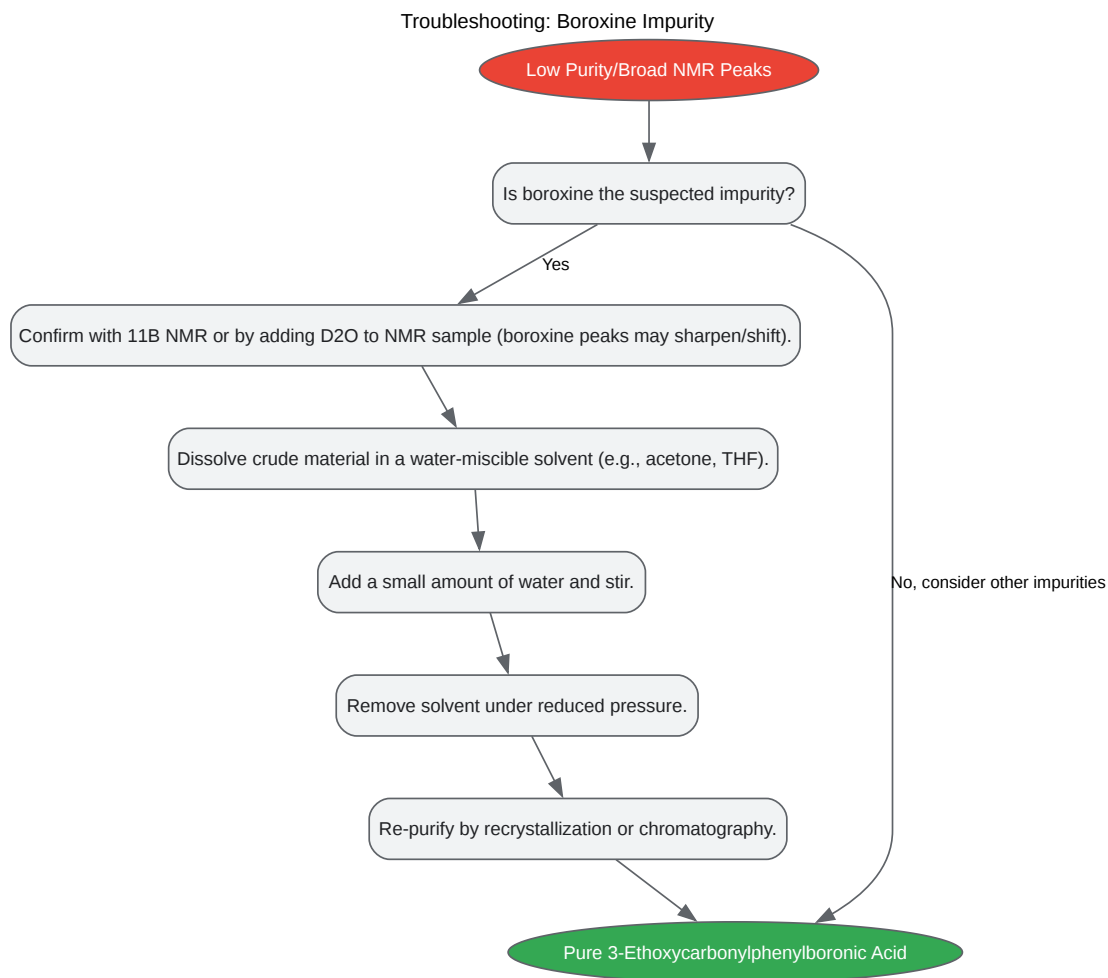 Troubleshooting: Boroxine Impurity
Low Purity/Broad NMR Peaks
Is boroxine the suspected impurity?
Yes
Confirm with 11B NMR or by adding D2O to NMR sample (boroxine peaks may sharpen/shift).
Dissolve crude material in a water-miscible solvent (e.g., acetone, THF).
Add a small amount of water and stir.
No, consider other impurities
Remove solvent under reduced pressure.
Re-purify by recrystallization or chromatography.
Pure 3-Ethoxycarbonylphenylboronic Acid